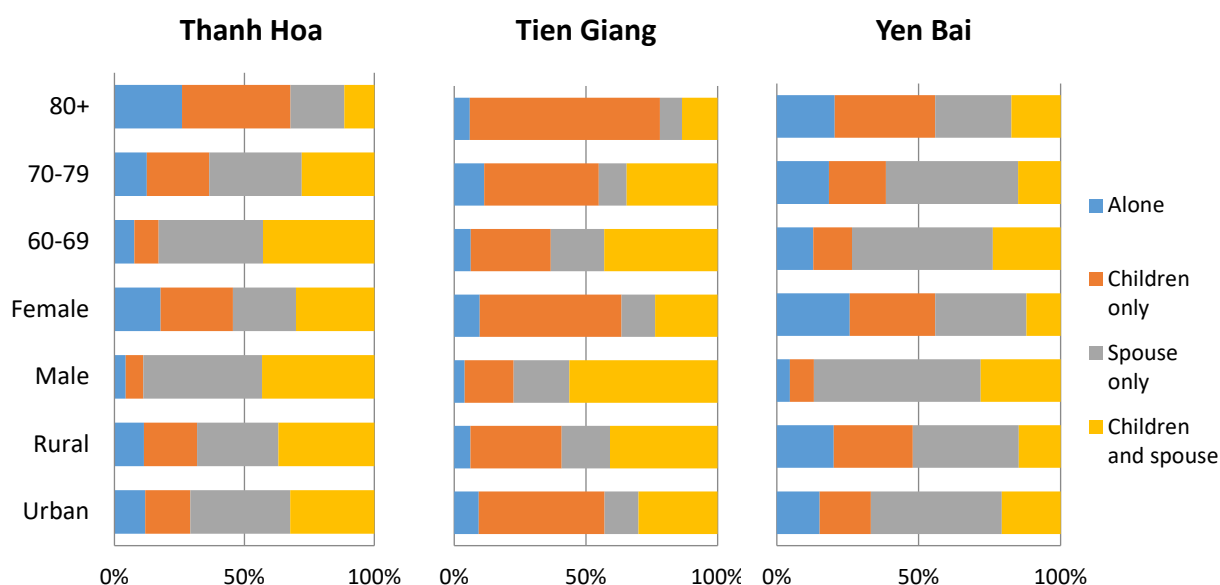 Thanh Hoa
Tien Giang
Yen Bai
80+
70-79
60-69
Female
Male
Rural
Urban
0%
50%
100%
0%
50%
100%
0%
50%
100%
Alone
Children
only
Spouse
only
Children
and spouse